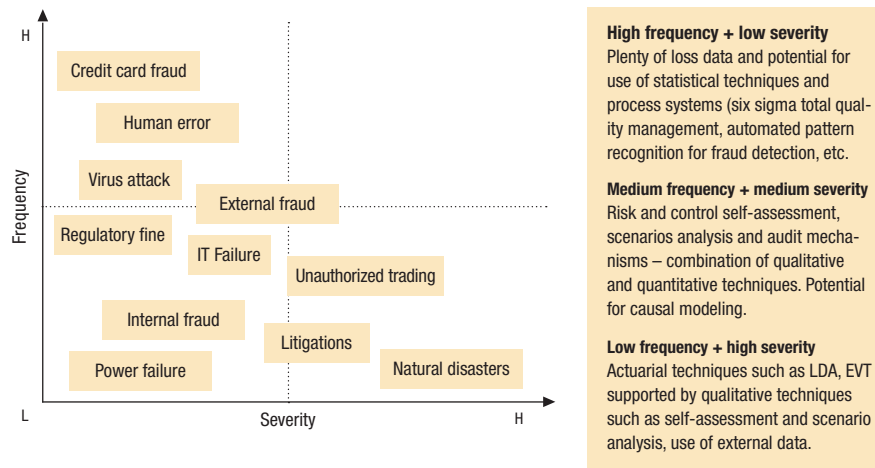 H
Credit card fraud
Human error
Virus attack
External fraud
Regulatory fine
IT Failure
Unauthorized trading
Internal fraud
Litigations
Power failure
Natural disasters
Frequency
L
Severity
H
High frequency + low severity
Plenty of loss data and potential for
use of statistical techniques and
process systems (six sigma total qual-
ity management, automated pattern
recognition for fraud detection, etc.
Medium frequency + medium severity
Risk and control self-assessment,
scenarios analysis and audit mecha-
nisms – combination of qualitative
and quantitative techniques. Potential
for causal modeling.
Low frequency + high severity
Actuarial techniques such as LDA, EVT
supported by qualitative techniques
such as self-assessment and scenario
analysis, use of external data.